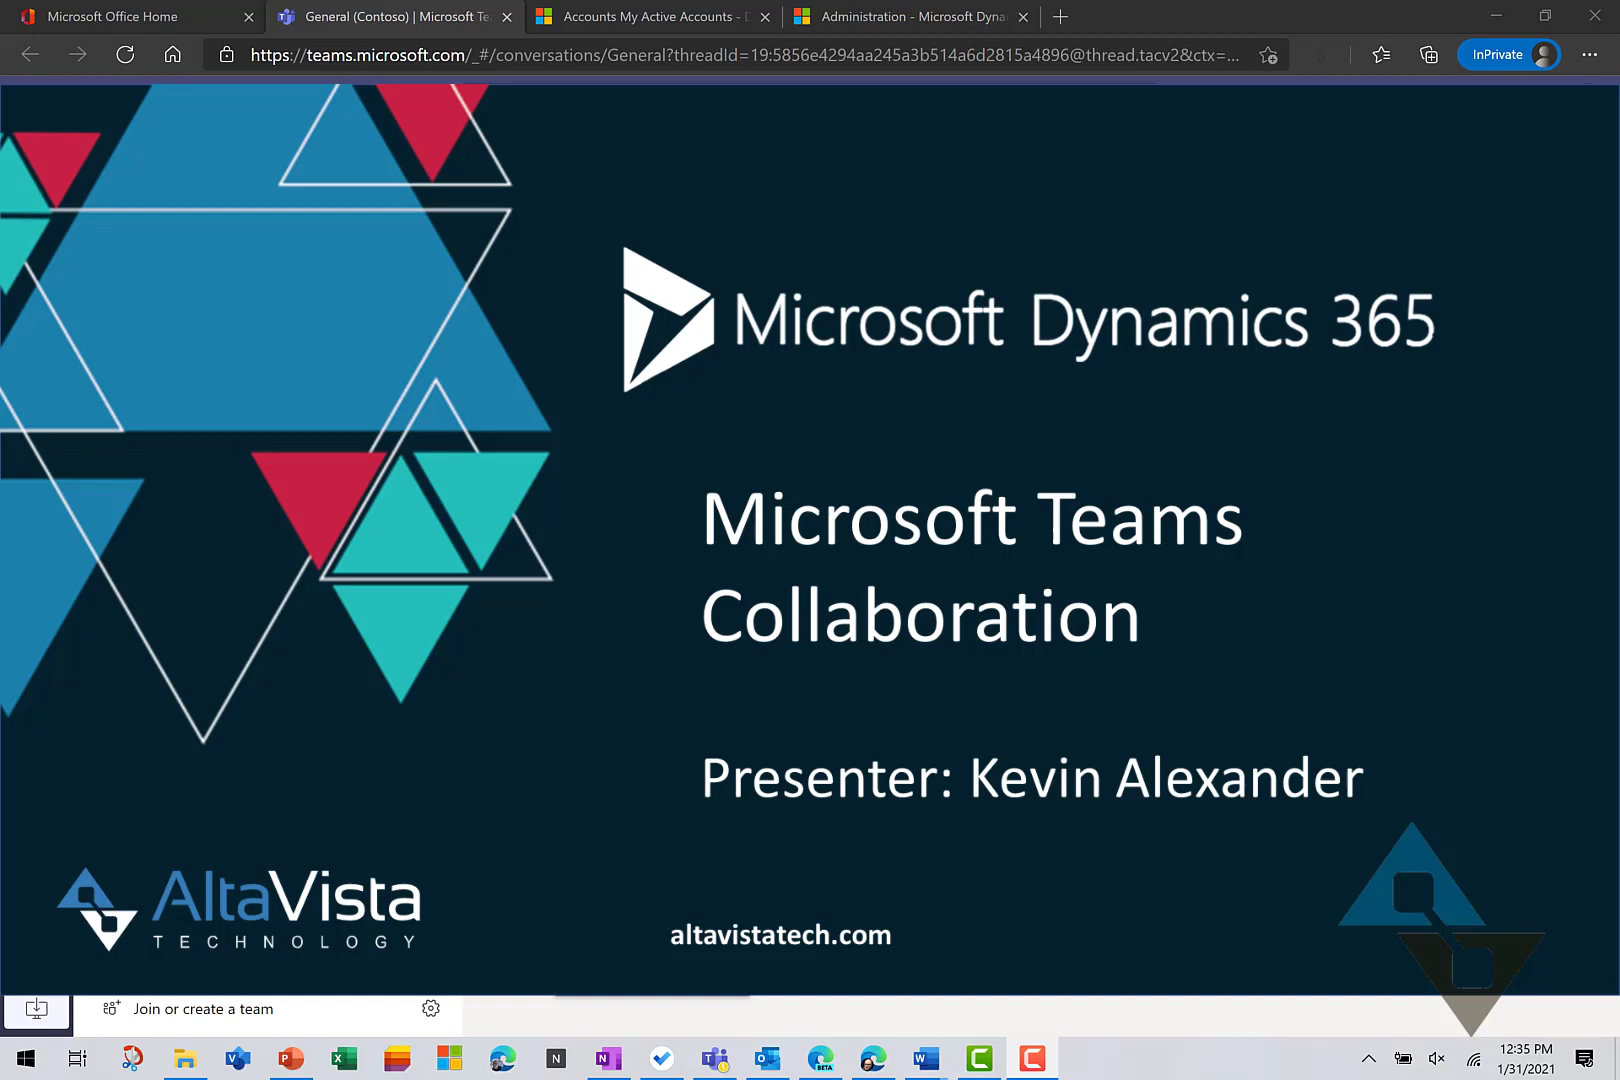 Microsoft Office Home
General (Contoso) | Microsoft Te
Accounts My Active Accounts - D
Administration - Microsoft Dyna
https://teams.microsoft.com/_#/conversations/General?threadId=19:5856e4294aa245a3b514a6d2815a4896@thread.tacv2&ctx=...
InPrivate
Microsoft Dynamics 365
Microsoft Teams
Collaboration
Presenter: Kevin Alexander
AltaVista
TECHNOLOGY
altavistatech.com
Join or create a team
BETA
12:35 PM
1/31/2021